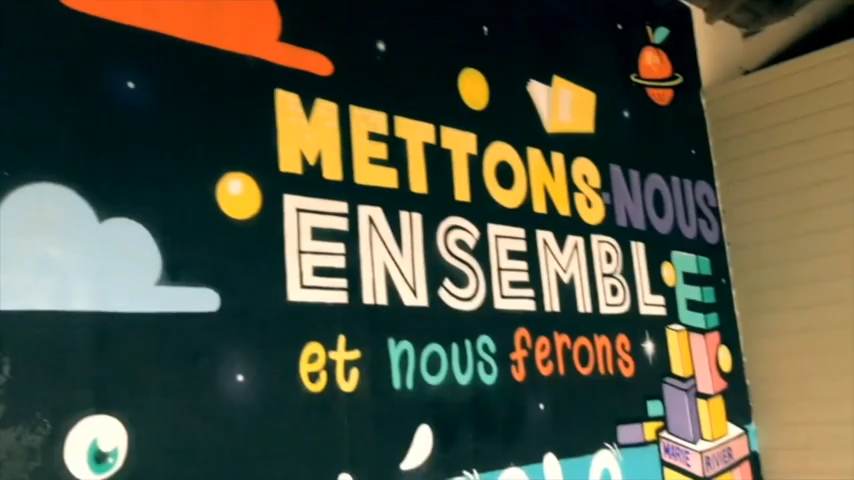 METTONS-NOUS
ENSEMBLE
et nous ferons
MARIE RIVIER